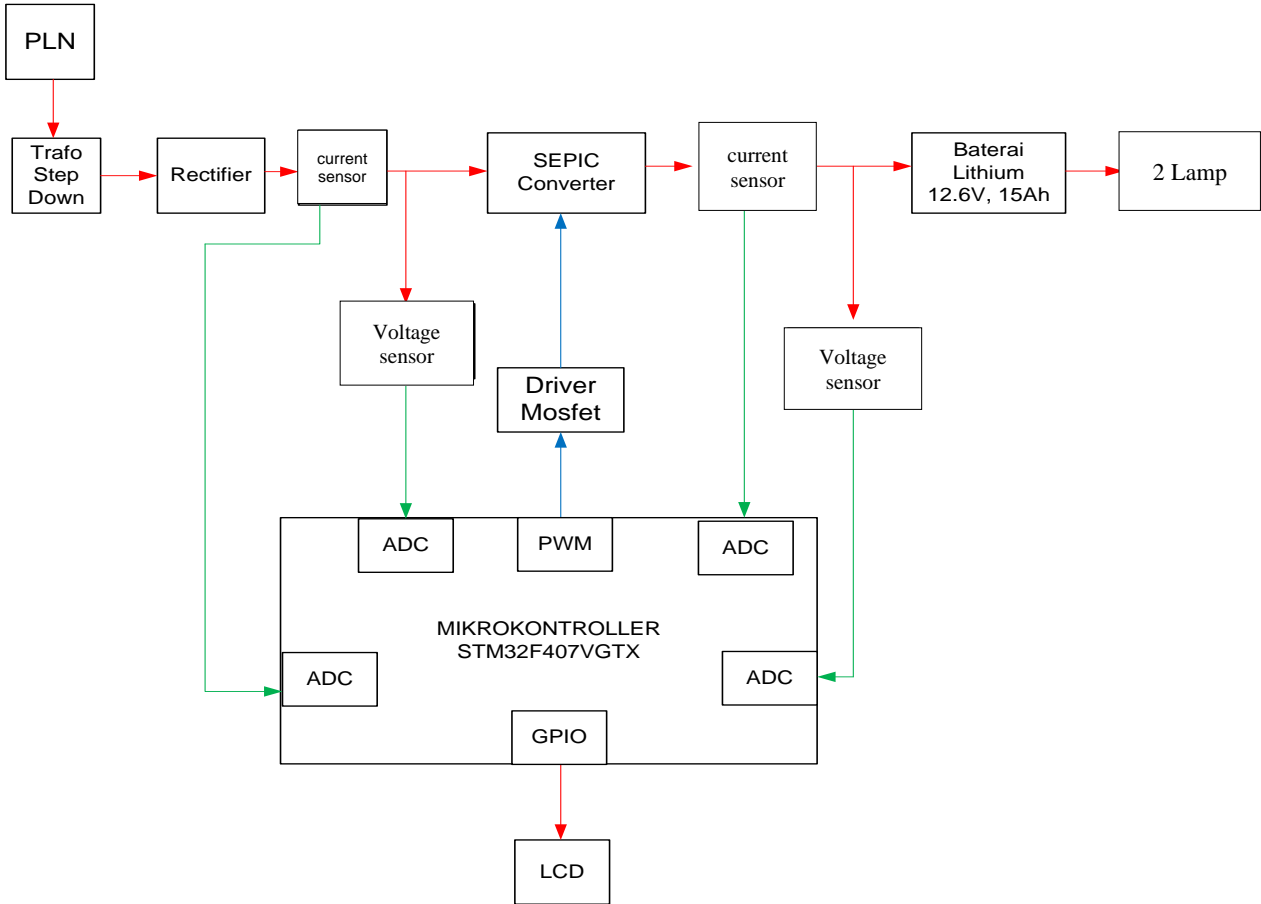 PLN
Trafo
Step
Down
Rectifier
current
sensor
SEPIC
Converter
current
sensor
Baterai
Lithium
12.6V, 15Ah
2 Lamp
Voltage
sensor
Driver
Mosfet
Voltage
sensor
ADC
PWM
ADC
MIKROKONTROLLER
STM32F407VGTX
ADC
ADC
GPIO
LCD